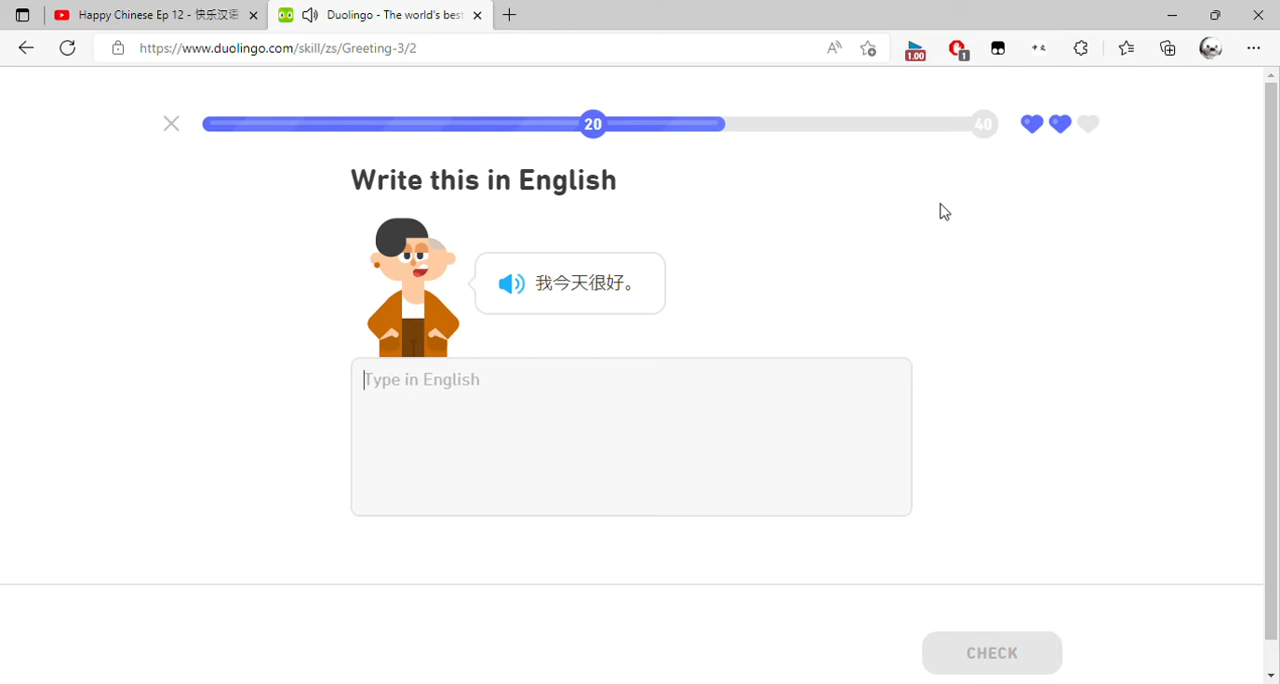 Happy Chinese Ep 12 - 快乐汉语
Duolingo - The world's best
https://www.duolingo.com/skill/zs/Greeting-3/2
1.00
1
20
40
Write this in English
我今天很好。
Type in English
CHECK